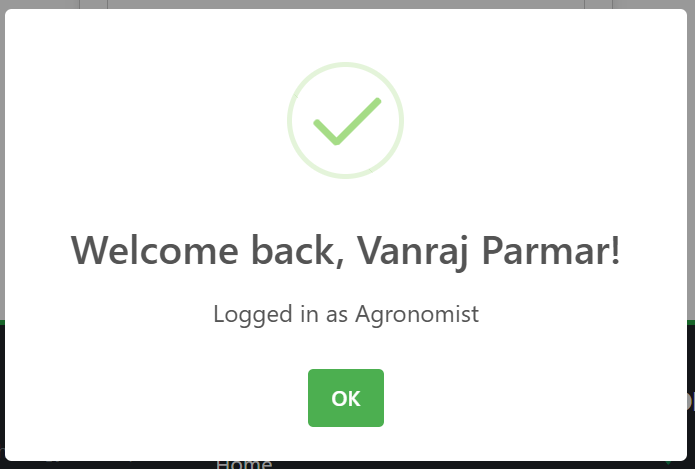 Welcome back, Vanraj Parmar!
Logged in as Agronomist
OK
Home